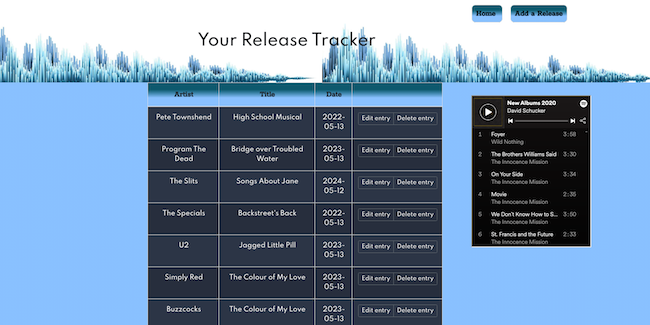 Home Add a Release
Your Release Tracker
Artist Title Date
Pete Townshend High School Musical 2022-
05-13 Edit entry Delete entry
Program The
Dead Bridge over Troubled
Water 2023-
05-13 Edit entry Delete entry
The Slits Songs About Jane 2024-
05-12 Edit entry Delete entry
The Specials Backstreet's Back 2022-
05-13 Edit entry Delete entry
U2 Jagged Little Pill 2023-
05-13 Edit entry Delete entry
Simply Red The Colour of My Love 2023-
05-13 Edit entry Delete entry
Buzzcocks The Colour of My Love 2023-
05-13 Edit entry Delete entry
New Albums 2020
David Schucker
1 Foyer 3:58
Wild Nothing
2 The Brothers Williams Said 3:30
The Innocence Mission
3 On Your Side 3:34
The Innocence Mission
4 Movie 2:35
The Innocence Mission
5 We Don't Know How to S... 3:50
The Innocence Mission
6 St. Francis and the Future 2:33
The Innocence Mission